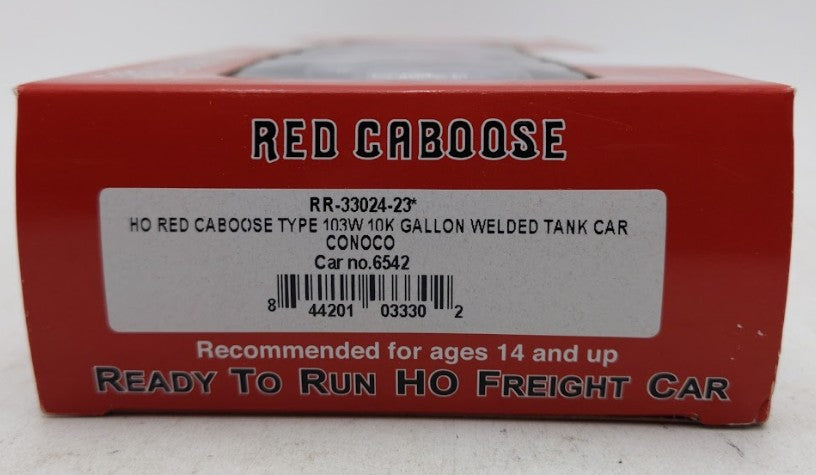 RED CABOOSE
RR-33024-23*
HO RED CABOOSE TYPE 103W 10K GALLON WELDED TANK CAR
CONOCO
Car no.6542
8 44201 03330 2
Recommended for ages 14 and up
READY TO RUN HO FREIGHT CAR